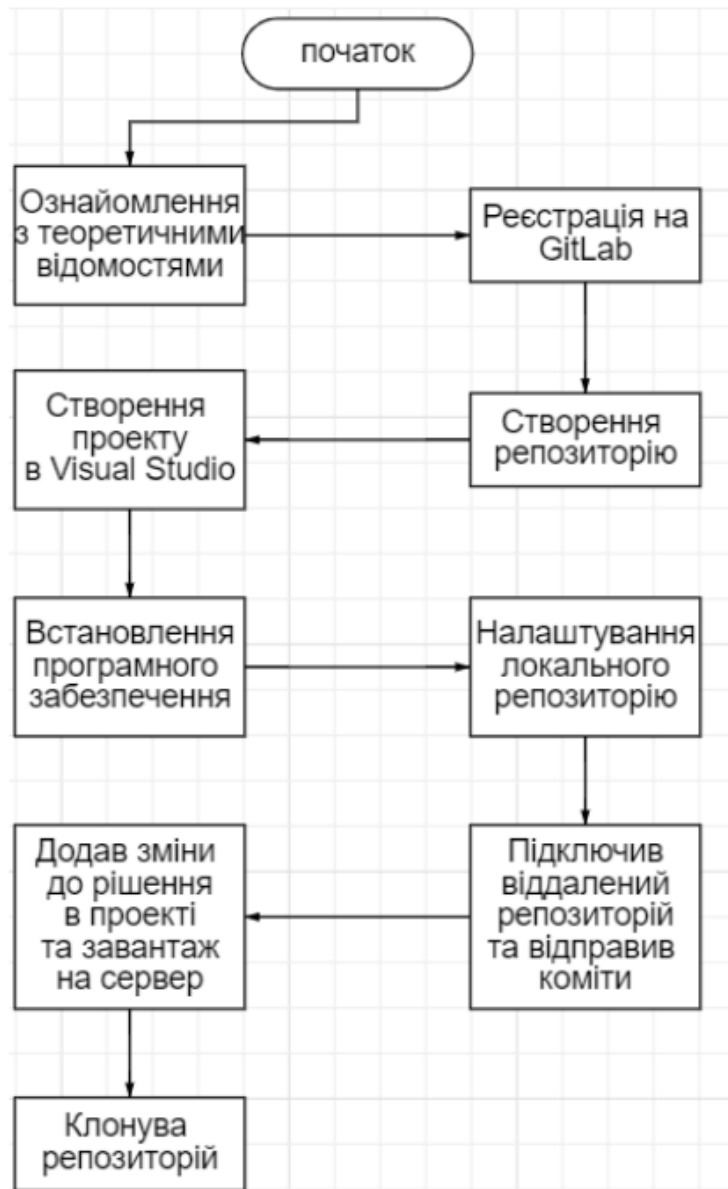 початок
Ознайомлення
з теоретичними
відомостями
Реєстрація на
GitLab
Створення
репозиторію
Створення
проекту
в Visual Studio
Встановлення
програмного
забезпечення
Налаштування
локального
репозиторію
Підключив
віддалений
репозиторій
та відправив
коміти
Додав зміни
до рішення
в проекті
та завантаж
на сервер
Клонува
репозиторій